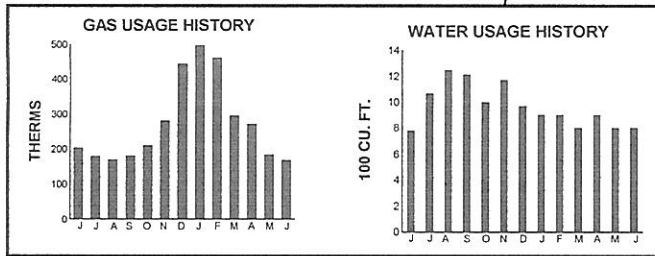 GAS USAGE HISTORY
THERMS
500
400
300
200
100
0
J J A S O N D J F M A M J
WATER USAGE HISTORY
100 CU. FT.
14
12
10
8
6
4
2
0
J J A S O N D J F M A M J